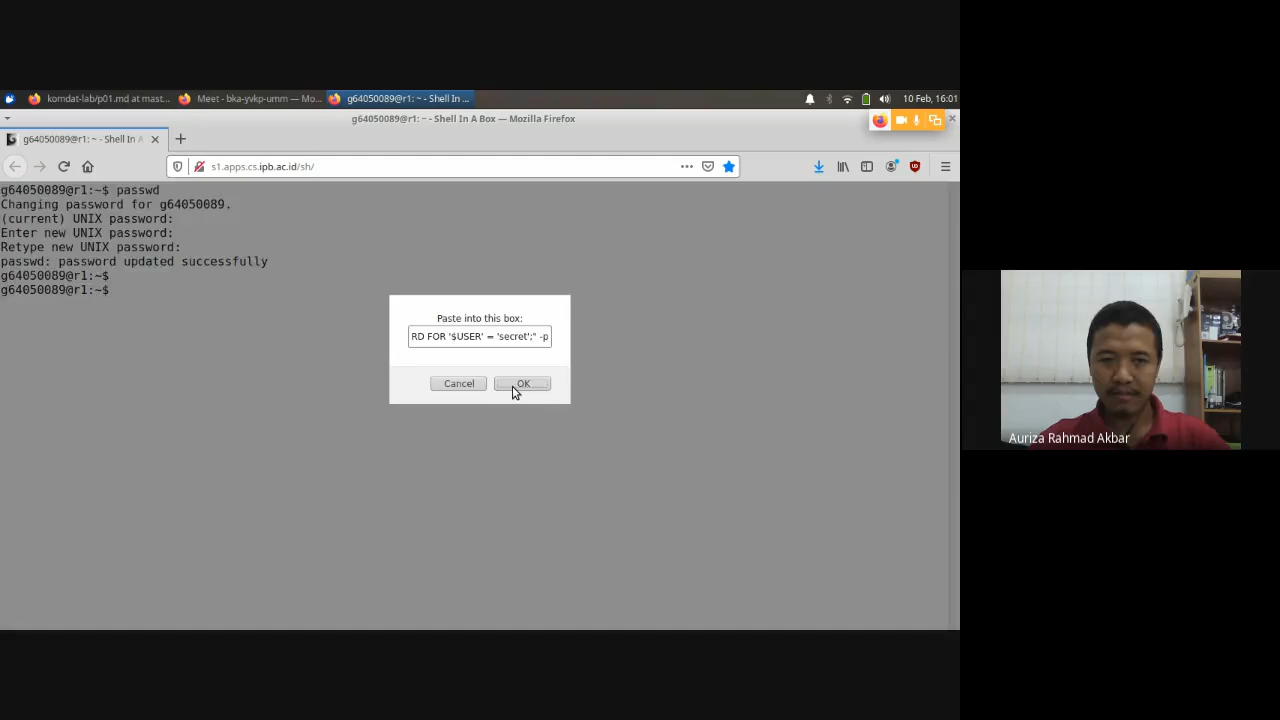 komdat-lab/p01.md at mast...
Meet - bka-yvkp-umm — Mo...
g64050089@r1: ~ - Shell In ...
10 Feb, 16:01
g64050089@r1: ~ - Shell In A Box — Mozilla Firefox
g64050089@r1: ~ - Shell In A
s1.apps.cs.ipb.ac.id/sh/
g64050089@r1:~$ passwd
Changing password for g64050089.
(current) UNIX password:
Enter new UNIX password:
Retype new UNIX password:
passwd: password updated successfully
g64050089@r1:~$
g64050089@r1:~$
Paste into this box:
RD FOR '$USER' = 'secret';" -p
Cancel
OK
Auriza Rahmad Akbar